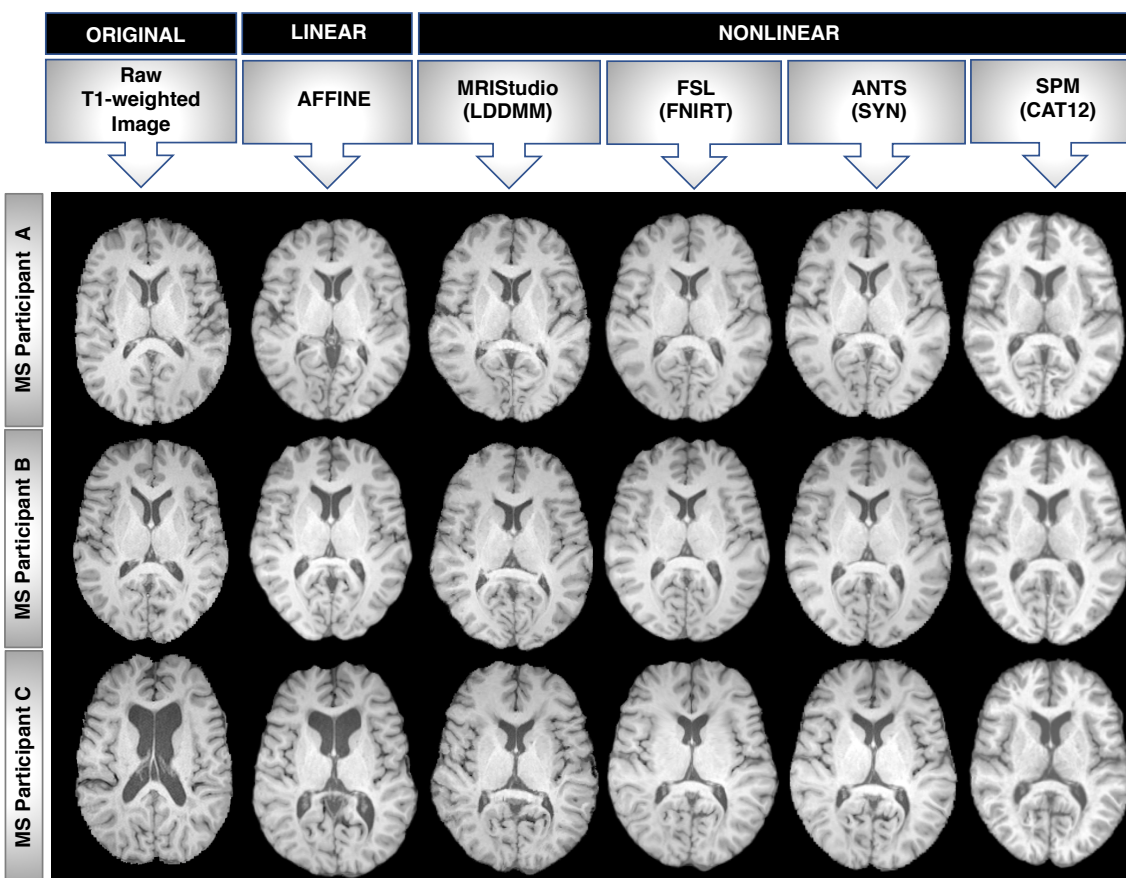 ORIGINAL
LINEAR
NONLINEAR
Raw
T1-weighted
Image
AFFINE
MRIStudio
(LDDMM)
FSL
(FNIRT)
ANTS
(SYN)
SPM
(CAT12)
MS Participant A
MS Participant B
MS Participant C